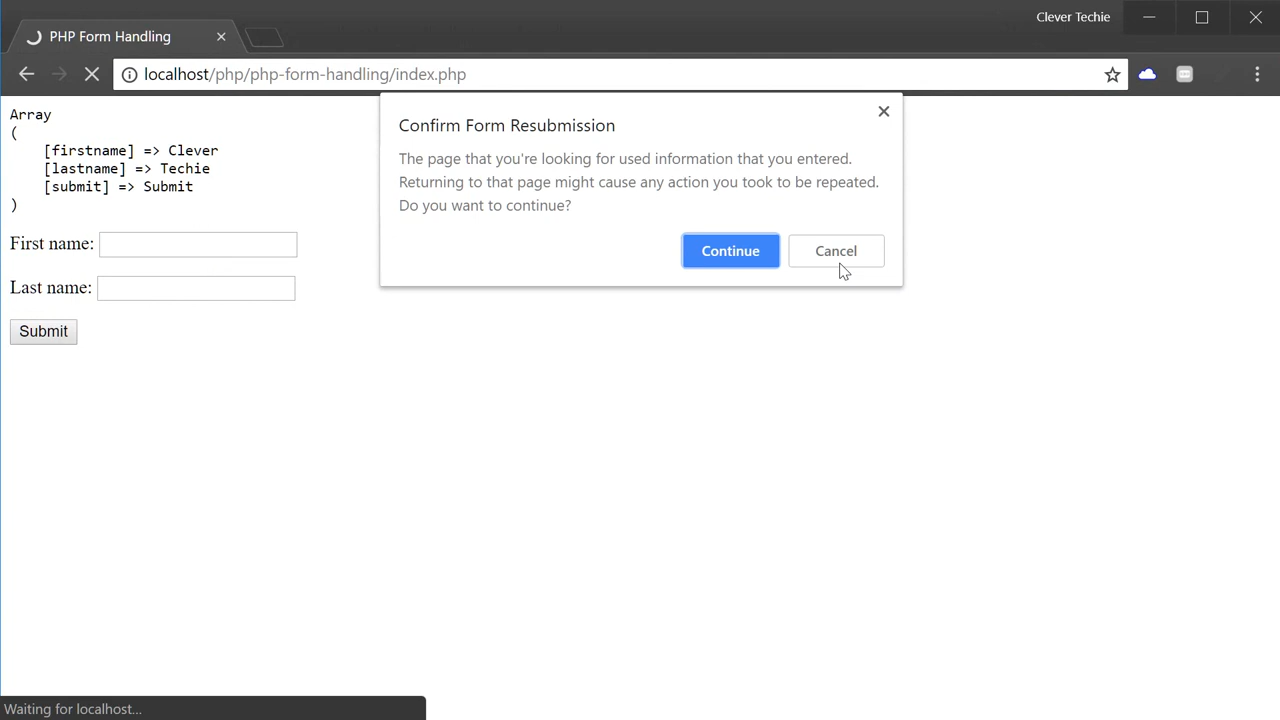 Clever Techie
PHP Form Handling
localhost/php/php-form-handling/index.php
Array
(
[firstname] => Clever
[lastname] => Techie
[submit] => Submit
)
First name:
Last name:
Submit
Confirm Form Resubmission
The page that you're looking for used information that you entered.
Returning to that page might cause any action you took to be repeated.
Do you want to continue?
Continue
Cancel
Waiting for localhost...